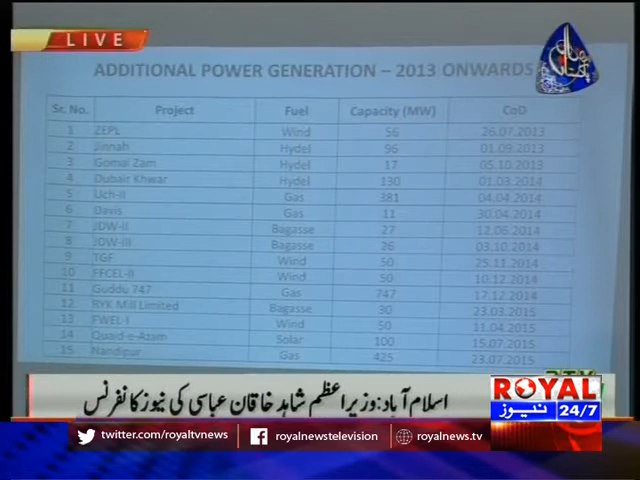 LIVE
ADDITIONAL POWER GENERATION – 2013 ONWARDS
Sr. No. Project Fuel Capacity (MW) CoD
1 ZEPL Wind 56 26.07.2013
2 Jinnah Hydel 96 01.09.2013
3 Gomal Zam Hydel 17 05.10.2013
4 Dubair Khwar Hydel 130 01.03.2014
5 Uch-II Gas 381 04.04.2014
6 Davis Gas 11 30.04.2014
7 JDW-II Bagasse 27 12.06.2014
8 JDW-III Bagasse 26 03.10.2014
9 TGF Wind 50 25.11.2014
10 FFCEL-II Wind 50 10.12.2014
11 Guddu 747 Gas 747 17.12.2014
12 RYK Mill Limited Bagasse 30 23.03.2015
13 FWEL-I Wind 50 11.04.2015
14 Quaid-e-Azam Solar 100 15.07.2015
15 Nandipur Gas 425 23.07.2015
اسلام آباد: وزیر اعظم شاہد خاقان عباسی کی نیوز کانفرنس
ROYAL
نیوز 24/7
twitter.com/royaltvnews royalnewstelevision royalnews.tv